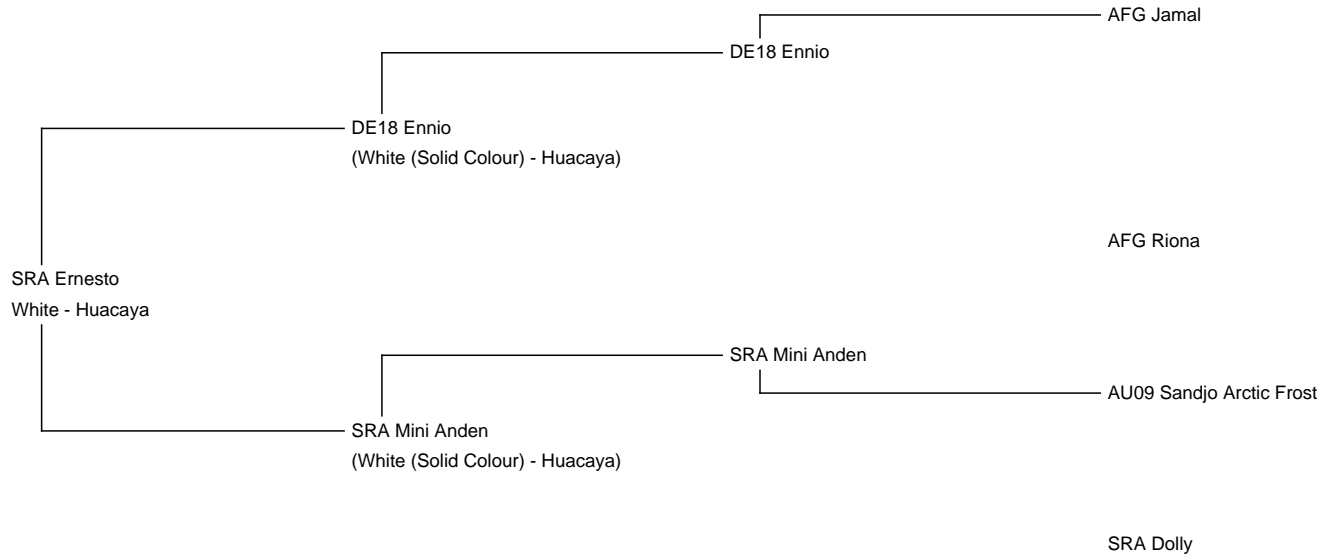 AFG Jamal
DE18 Ennio
DE18 Ennio
(White (Solid Colour) - Huacaya)
AFG Riona
SRA Ernesto
White - Huacaya
SRA Mini Anden
AU09 Sandjo Arctic Frost
SRA Mini Anden
(White (Solid Colour) - Huacaya)
SRA Dolly